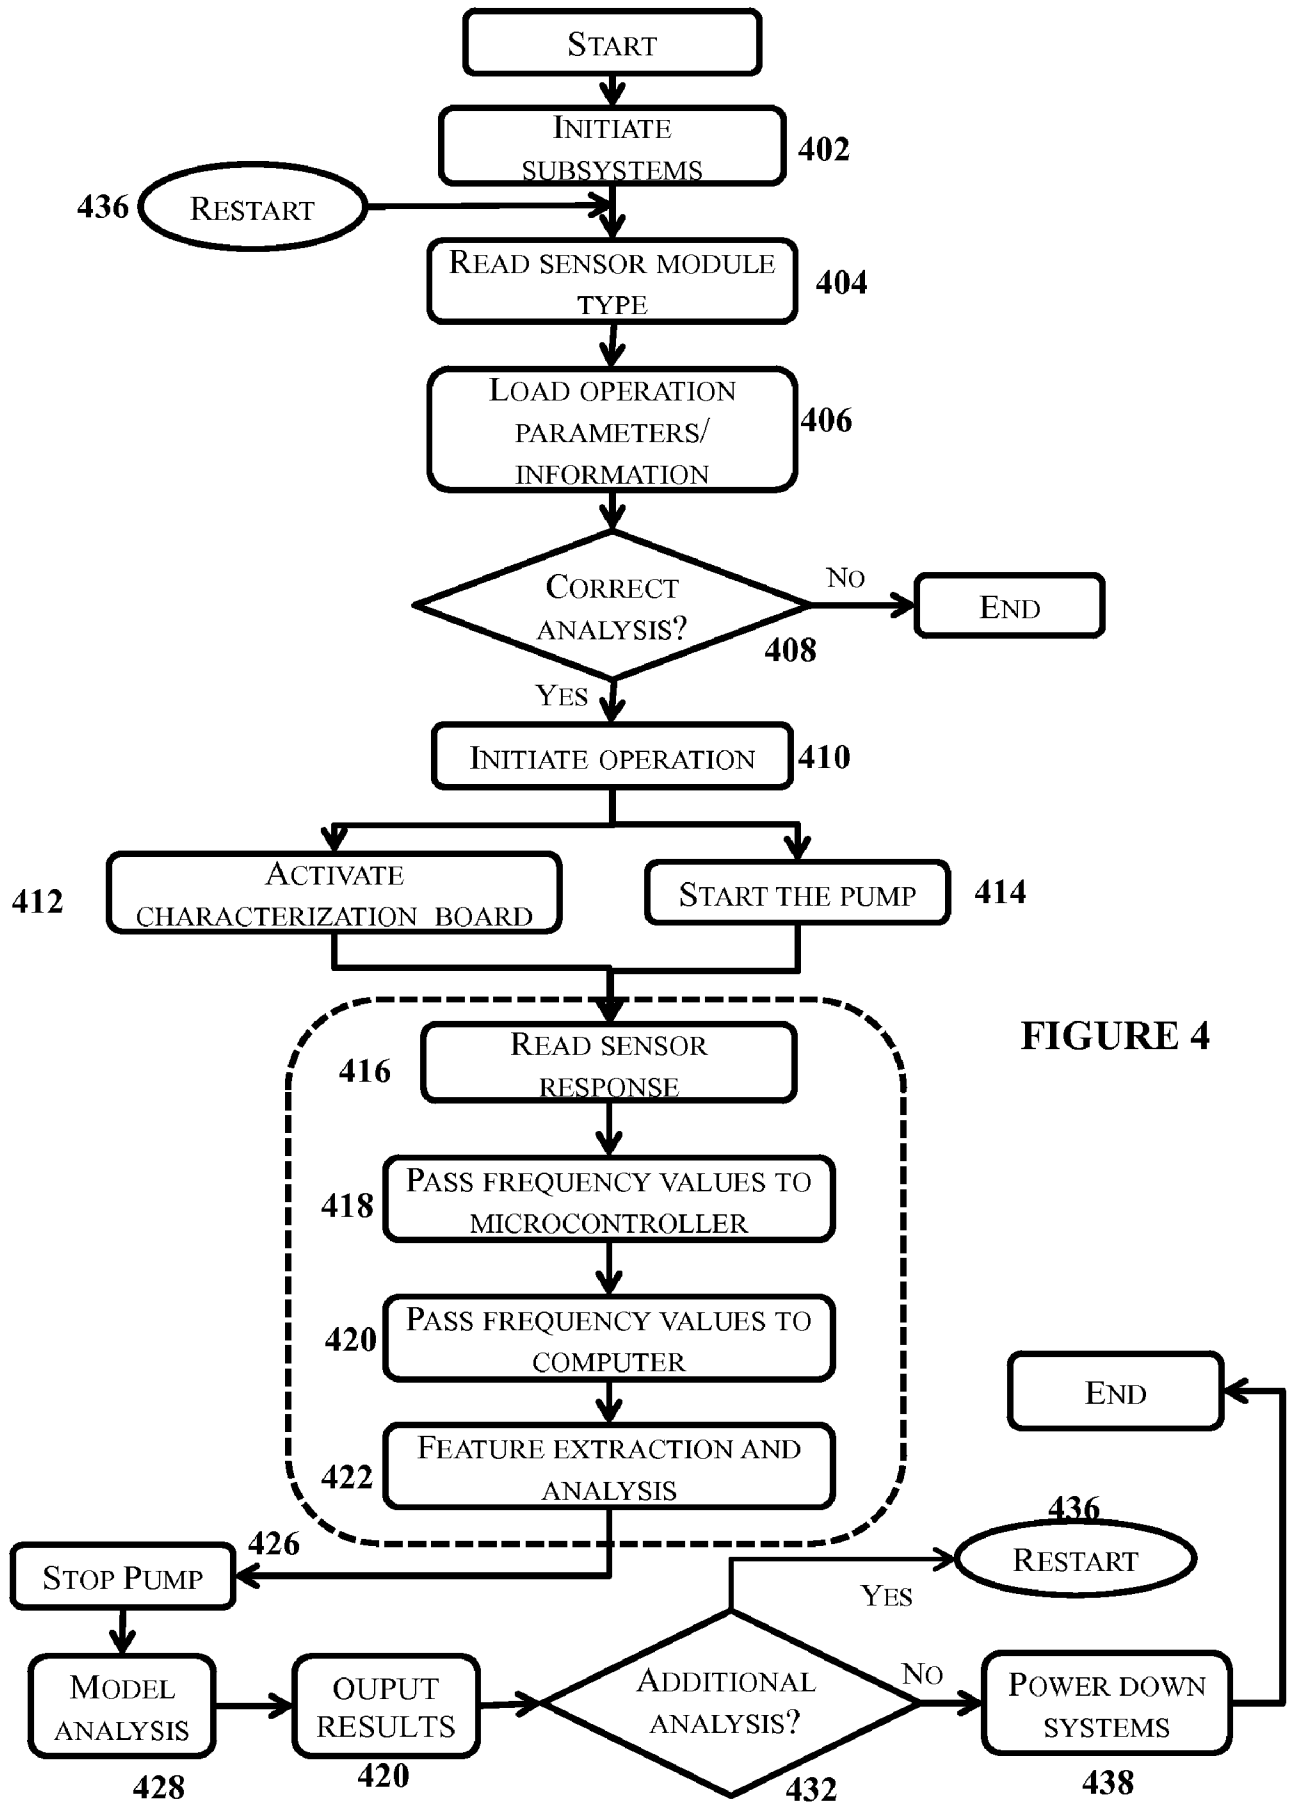 START
INITIATE
SUBSYSTEMS
402
436
RESTART
READ SENSOR MODULE
TYPE
404
LOAD OPERATION
PARAMETERS/
INFORMATION
406
CORRECT
ANALYSIS?
408
NO
END
YES
INITIATE OPERATION
410
412
ACTIVATE
CHARACTERIZATION BOARD
START THE PUMP
414
FIGURE 4
416
READ SENSOR
RESPONSE
418
PASS FREQUENCY VALUES TO
MICROCONTROLLER
420
PASS FREQUENCY VALUES TO
COMPUTER
422
FEATURE EXTRACTION AND
ANALYSIS
END
436
RESTART
YES
426
STOP PUMP
MODEL
ANALYSIS
428
OUPUT
RESULTS
420
ADDITIONAL
ANALYSIS?
432
NO
POWER DOWN
SYSTEMS
438